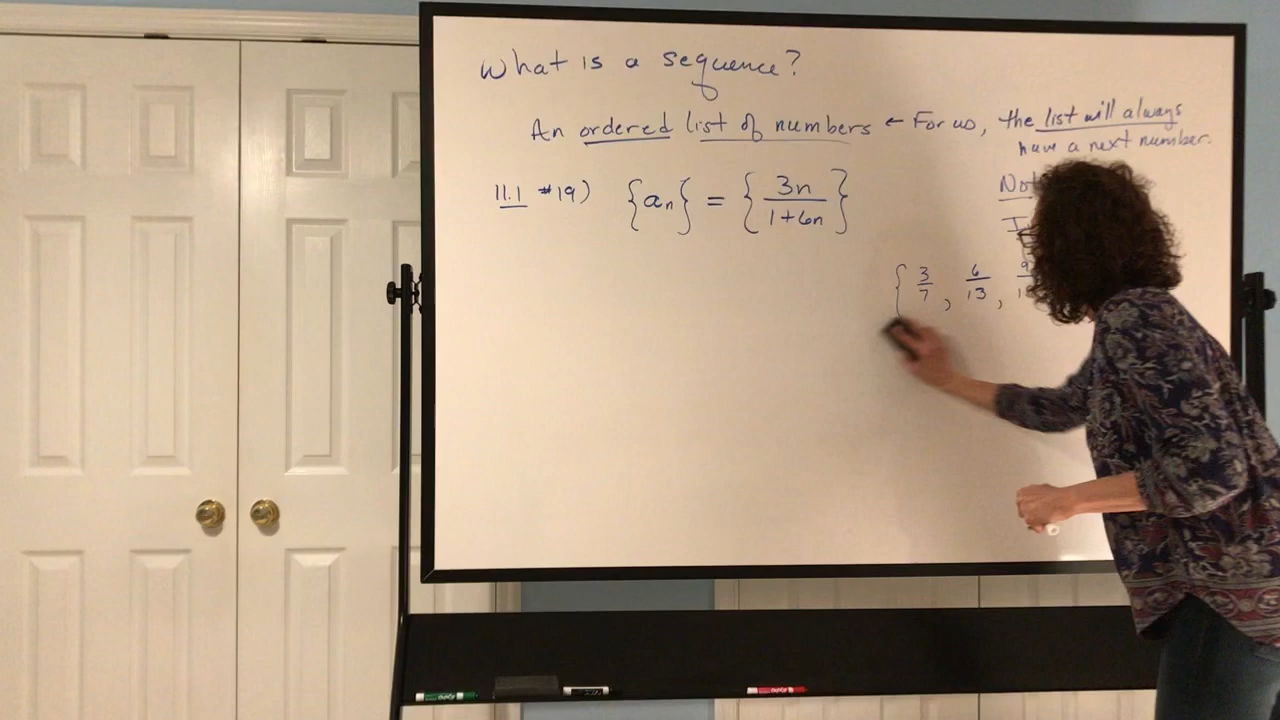 What is a sequence?
An ordered list of numbers ← For us, the list will always
have a next number.
11.1 #19) {aₙ} = {3n/(1+6n)}
{ 3/7, 6/13,